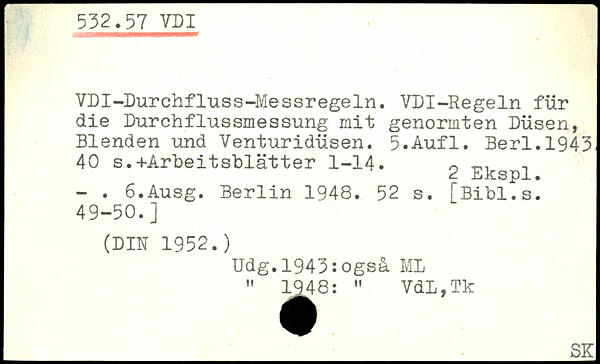 532.57 VDI
VDI-Durchfluss-Messregeln. VDI-Regeln für
die Durchflussmessung mit genormten Düsen,
Blenden und Venturidüsen. 5.Aufl. Berl.1943.
40 s.+Arbeitsblätter 1-14.
2 Ekspl.
- . 6.Ausg. Berlin 1948. 52 s. [Bibl.s.
49-50.]
(DIN 1952.)
Udg.1943:også ML
" 1948: " VdL,Tk
SK